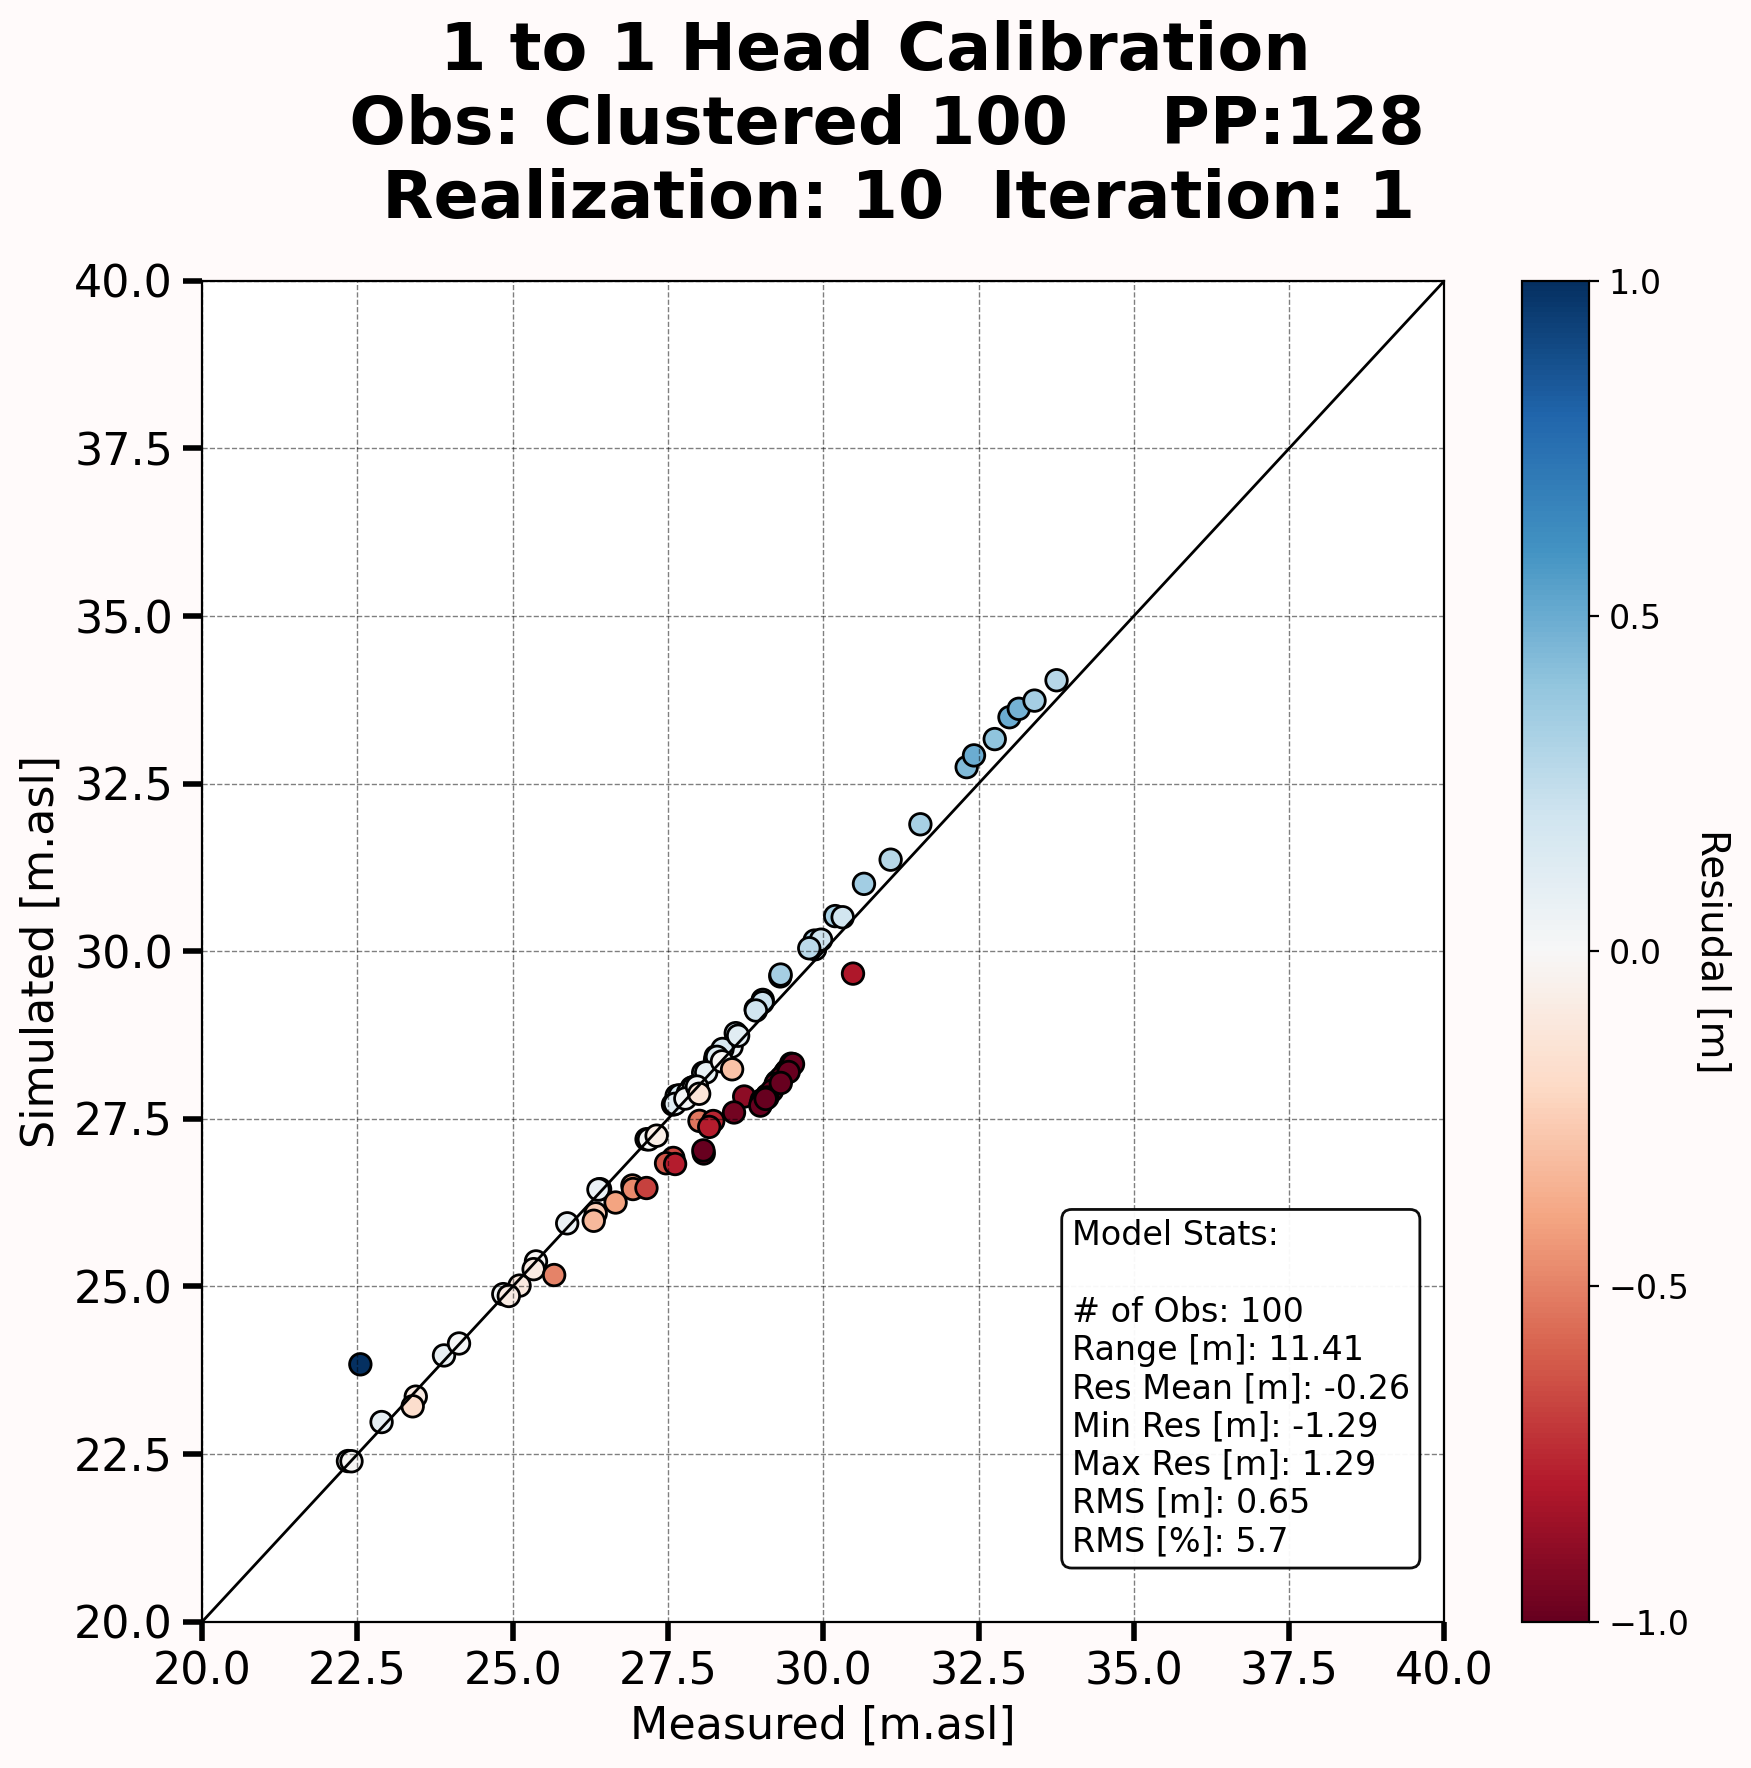 1 to 1 Head Calibration
Obs: Clustered 100 PP:128
Realization: 10 Iteration: 1
40.0
37.5
35.0
32.5
30.0
27.5
25.0
22.5
20.0
Simulated [m.asl]
20.0 22.5 25.0 27.5 30.0 32.5 35.0 37.5 40.0
Measured [m.asl]
Model Stats:
# of Obs: 100
Range [m]: 11.41
Res Mean [m]: -0.26
Min Res [m]: -1.29
Max Res [m]: 1.29
RMS [m]: 0.65
RMS [%]: 5.7
1.0
0.5
0.0
−0.5
−1.0
Resiudal [m]